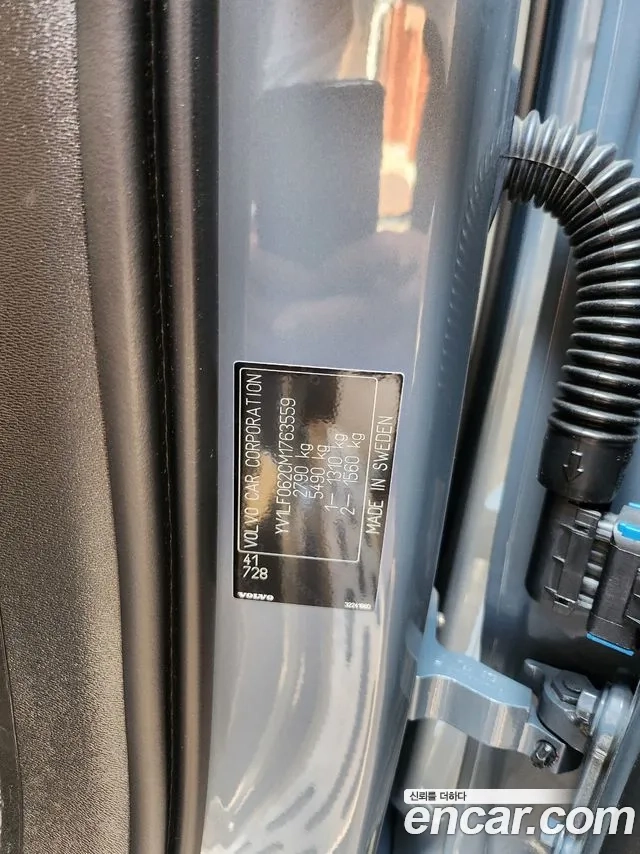 VOLVO CAR CORPORATION
YV1LF062CM1763559
2790 kg
5490 kg
1– 1310 kg
2– 1560 kg
MADE IN SWEDEN
41
728
VOLVO
신뢰를 더하다
encar.com